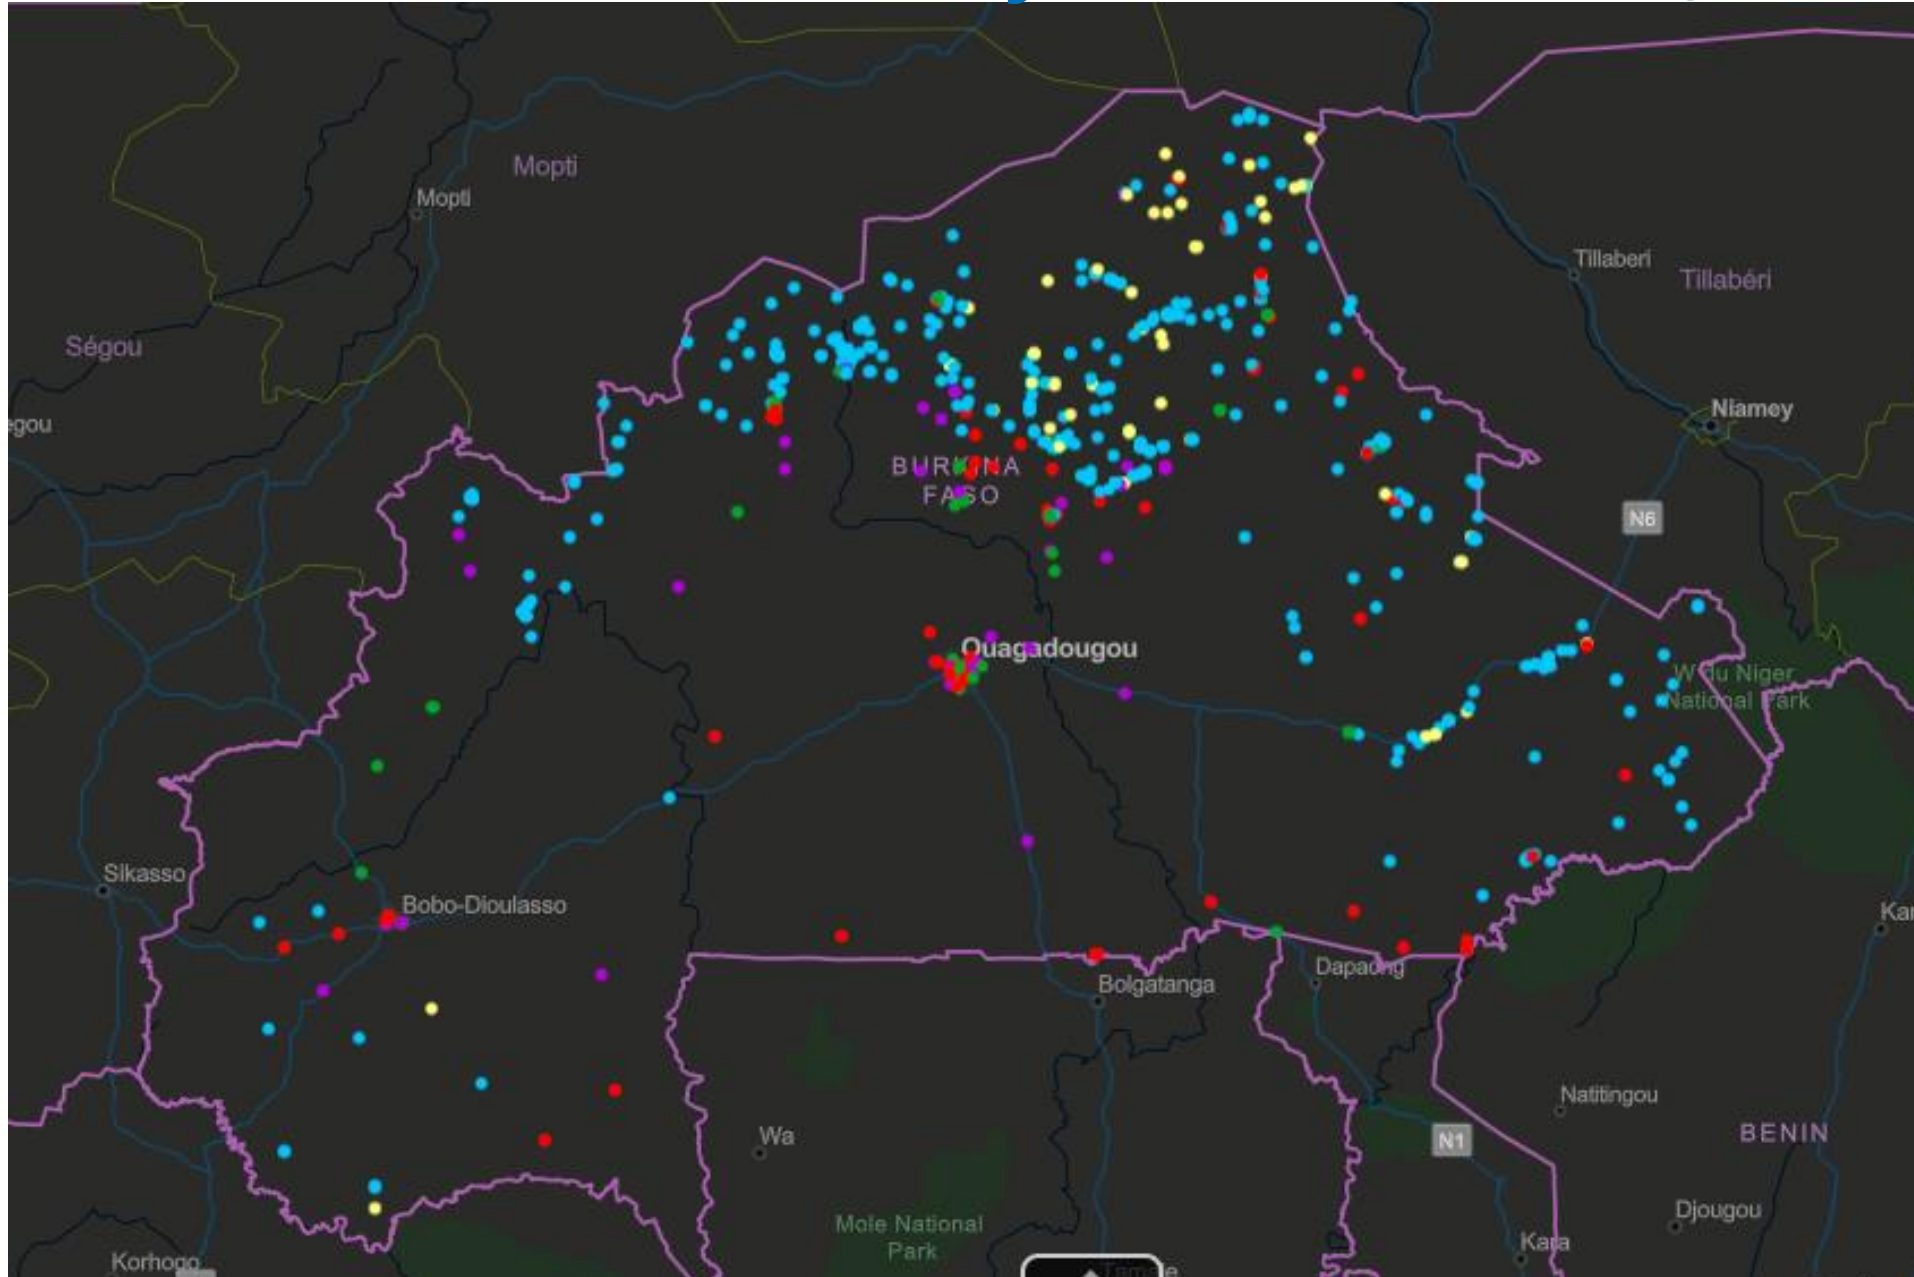 Mopti
Mopti
Tillaberi
Tillabéri
Ségou
egou
Niamey
BURKINA
FASO
N6
Ouagadougou
W du Niger
National Park
Sikasso
Bobo-Dioulasso
Kar
Dapaong
Bolgatanga
Natitingou
BENIN
N1
Wa
Mole National
Park
Djougou
Kara
Korhogo
Tamale